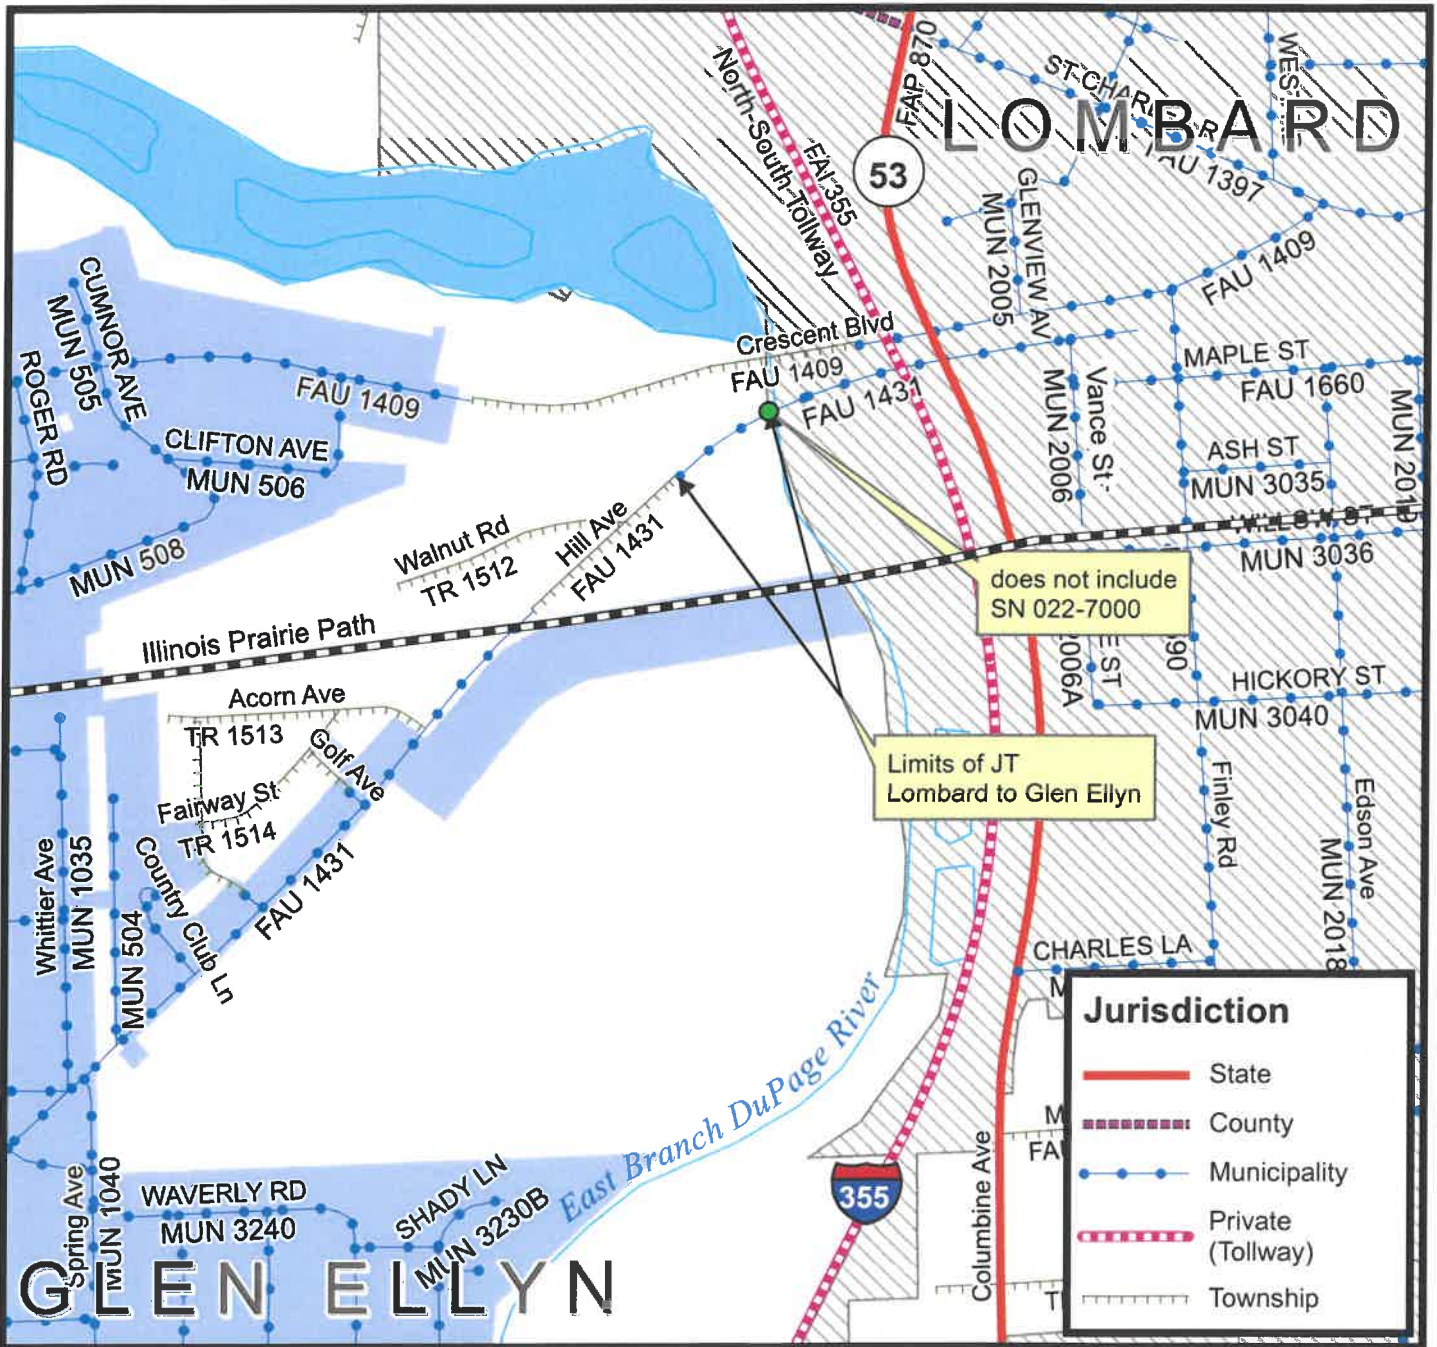 LOMBARD
FAP 870
53
North-South Tollway
FAI 355
ST CHARLES R
FAU 1397
GLENVIEW AV
MUN 2005
FAU 1409
CUMNOR AVE
MUN 505
ROGER RD
FAU 1409
CLIFTON AVE
MUN 506
MUN 508
Crescent Blvd
FAU 1409
FAU 1431
MAPLE ST
FAU 1660
Vance St
MUN 2006
ASH ST
MUN 3035
WILLOW ST
MUN 3036
Walnut Rd
TR 1512
Hill Ave
FAU 1431
does not include
SN 022-7000
Illinois Prairie Path
2006A
E ST
90
HICKORY ST
MUN 3040
Acorn Ave
TR 1513
Golf Ave
Fairway St
TR 1514
Limits of JT
Lombard to Glen Ellyn
Finley Rd
Edson Ave
MUN 2018
Whittier Ave
MUN 1035
MUN 504
Country Club Ln
FAU 1431
CHARLES LA
M
East Branch DuPage River
Jurisdiction
State
County
Municipality
Private
(Tollway)
Township
M
FAU
355
Columbine Ave
Spring Ave
MUN 1040
WAVERLY RD
MUN 3240
SHADY LN
MUN 3230B
GLEN ELLYN